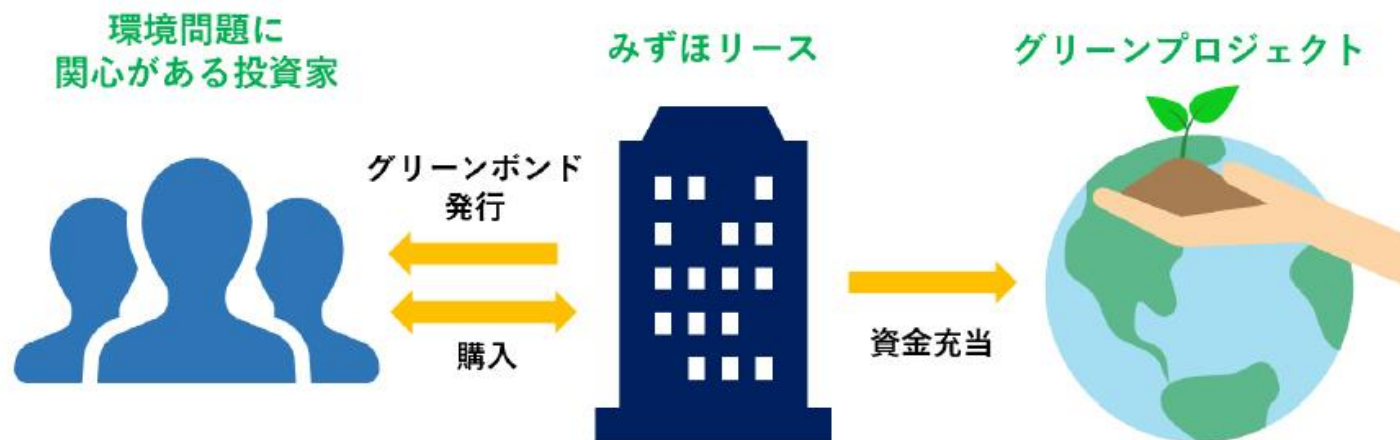 環境問題に
関心がある投資家
みずほリース
グリーンプロジェクト
グリーンボンド
発行
購入
資金充当